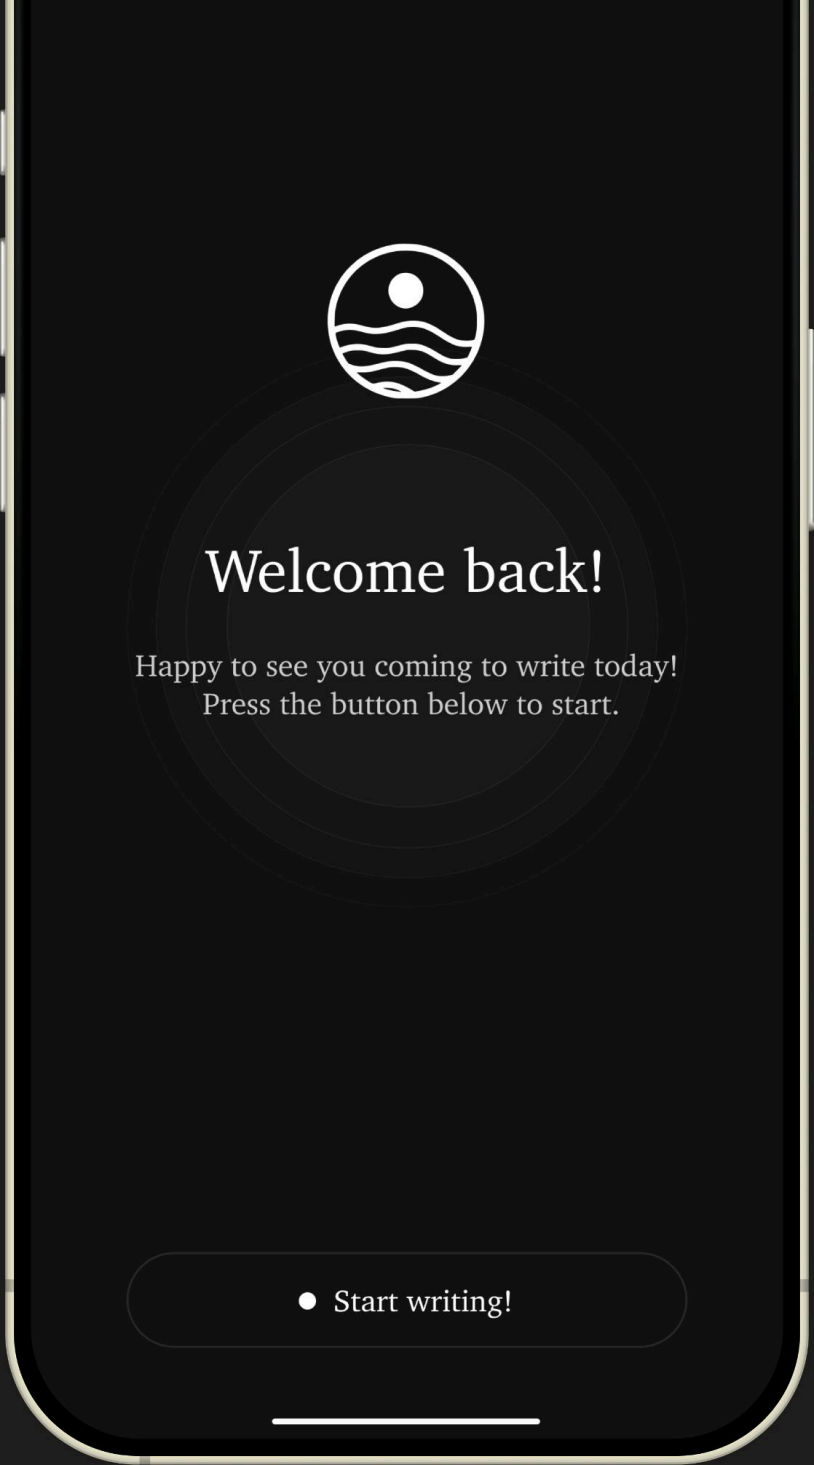 Welcome back!
Happy to see you coming to write today!
Press the button below to start.
Start writing!